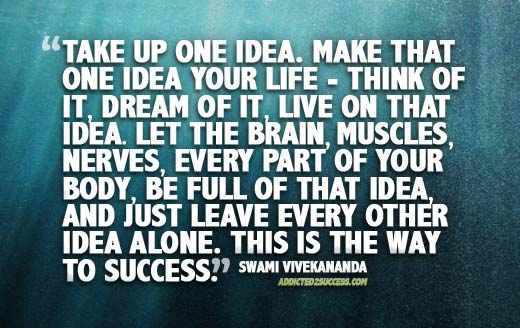 “TAKE UP ONE IDEA. MAKE THAT
ONE IDEA YOUR LIFE - THINK OF
IT, DREAM OF IT, LIVE ON THAT
IDEA. LET THE BRAIN, MUSCLES,
NERVES, EVERY PART OF YOUR
BODY, BE FULL OF THAT IDEA,
AND JUST LEAVE EVERY OTHER
IDEA ALONE. THIS IS THE WAY
TO SUCCESS.” SWAMI VIVEKANANDA
ADDICTED2SUCCESS.COM